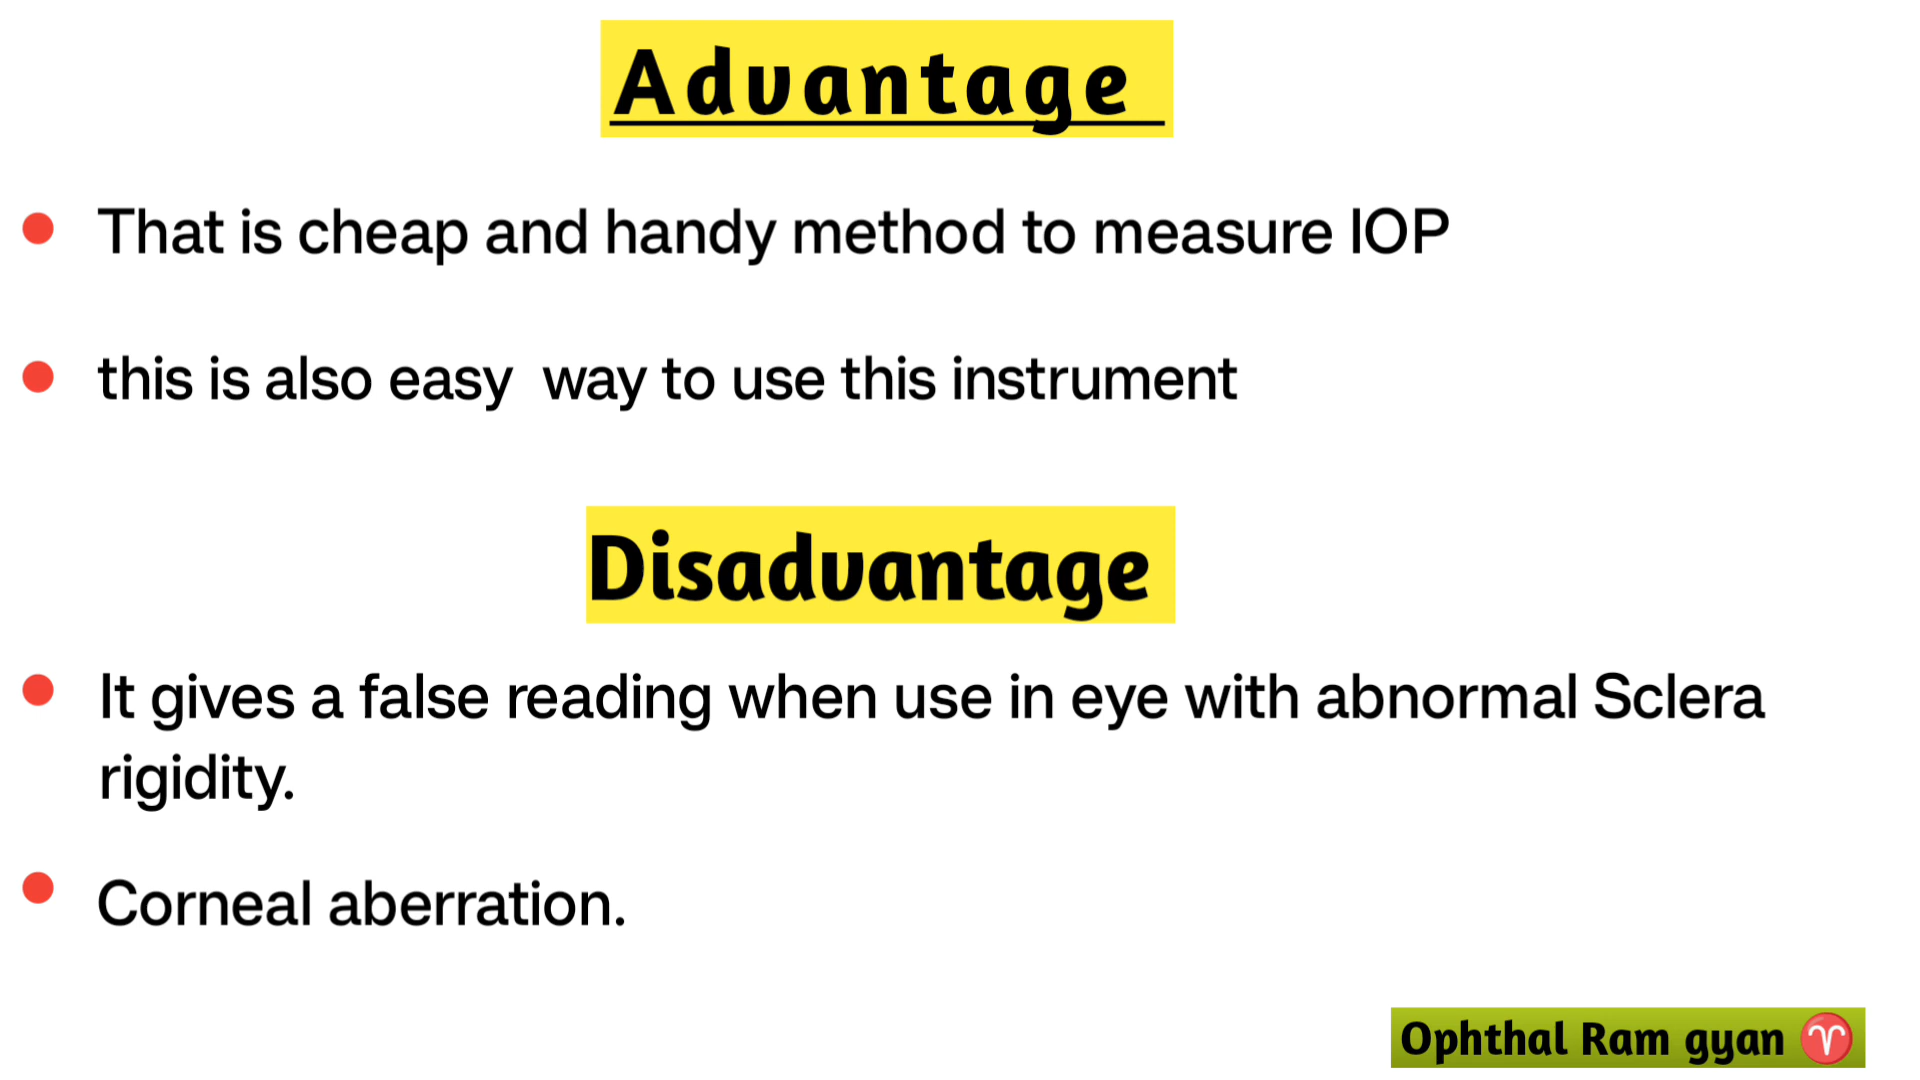 Advantage
That is cheap and handy method to measure IOP
this is also easy  way to use this instrument
Disadvantage
It gives a false reading when use in eye with abnormal Sclera
rigidity.
Corneal aberration.
Ophthal Ram gyan ♈